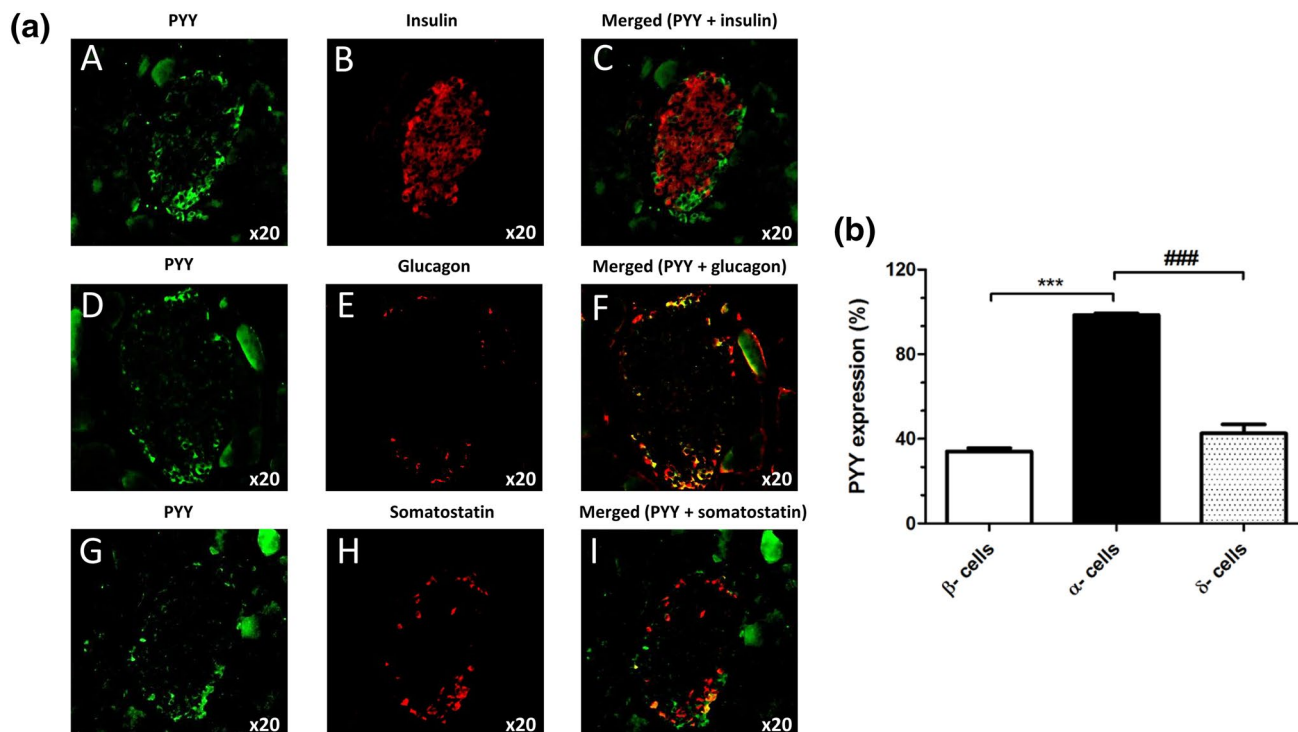 (a)
PYY Insulin Merged (PYY + insulin)
A B C
x20 x20 x20
PYY Glucagon Merged (PYY + glucagon)
D E F
x20 x20 x20
PYY Somatostatin Merged (PYY + somatostatin)
G H I
x20 x20 x20
(b)
PYY expression (%)
120
80
40
0
*** ###
β- cells α- cells δ- cells